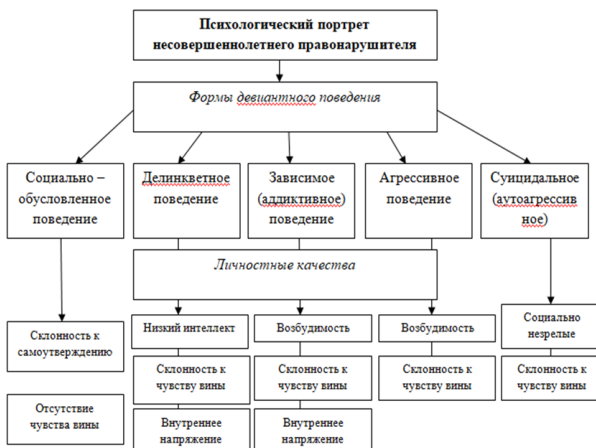 Психологический портрет
несовершеннолетнего правонарушителя
Формы девиантного поведения
Социально –
обусловленное
поведение
Делинкветное
поведение
Зависимое
(аддиктивное)
поведение
Агрессивное
поведение
Суицидальное
(аутоагрессив
ное)
Личностные качества
Склонность к
самоутверждению
Низкий интеллект
Возбудимость
Возбудимость
Социально
незрелые
Склонность к
чувству вины
Склонность к
чувству вины
Склонность к
чувству вины
Склонность к
чувству вины
Отсутствие
чувства вины
Внутреннее
напряжение
Внутреннее
напряжение